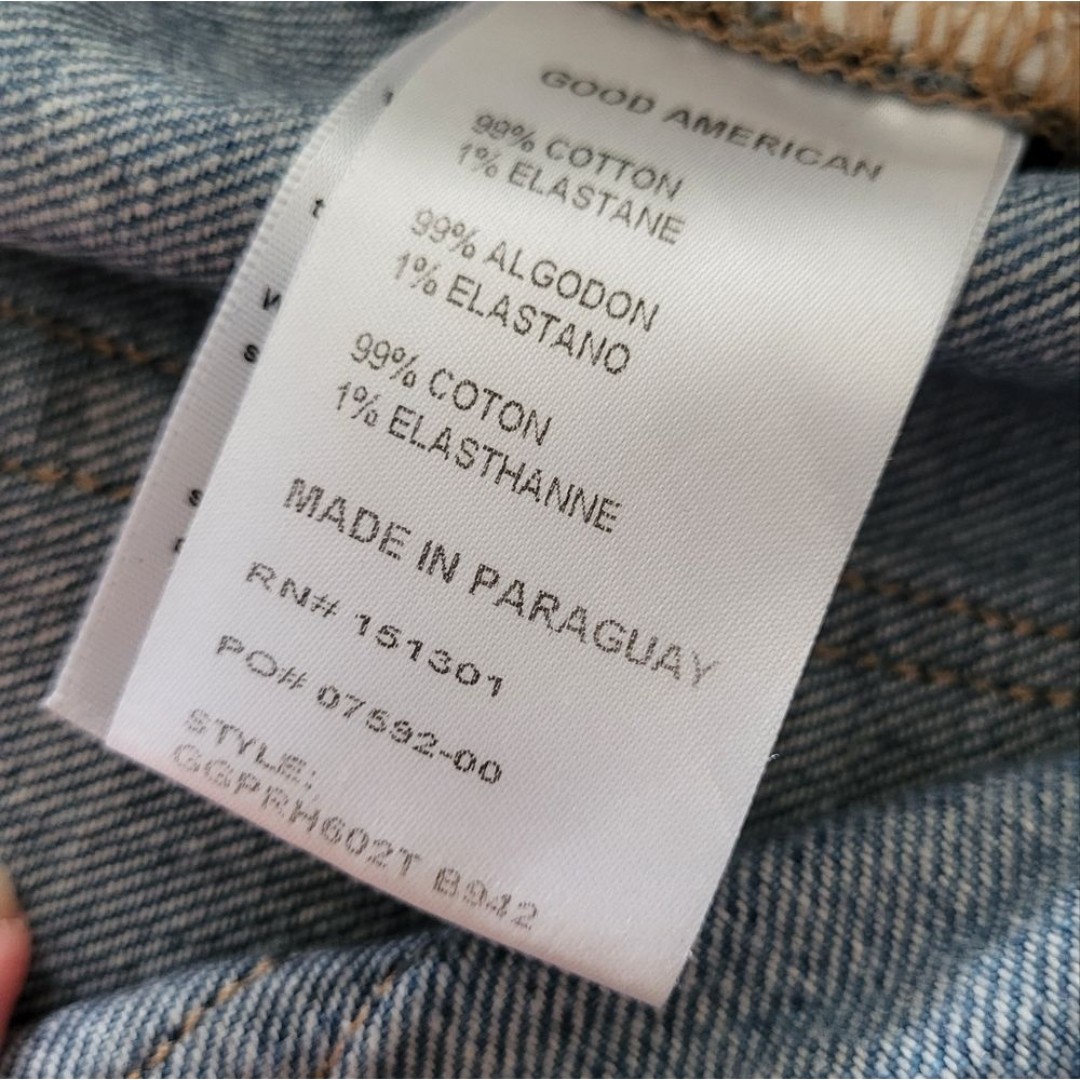 GOOD AMERICAN
99% COTTON
1% ELASTANE
99% ALGODON
1% ELASTANO
99% COTON
1% ELASTHANNE
MADE IN PARAGUAY
RN# 151301
PO# 07592-00
STYLE:
GGPRH602T B942